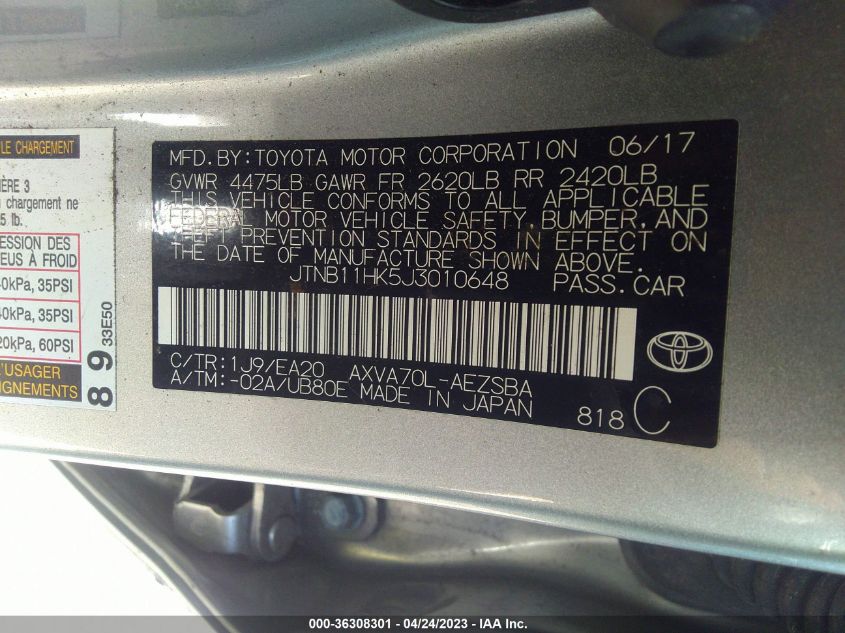 LE CHARGEMENT
IÈRE 3
u chargement ne
5 lb.
ESSION DES
EUS À FROID
40kPa, 35PSI
40kPa, 35PSI
20kPa, 60PSI
'USAGER
IGNEMENTS
8 9
33E50
MFD. BY: TOYOTA MOTOR CORPORATION 06/17
GVWR 4475LB GAWR FR 2620LB RR 2420LB
THIS VEHICLE CONFORMS TO ALL APPLICABLE
FEDERAL MOTOR VEHICLE SAFETY, BUMPER, AND
THEFT PREVENTION STANDARDS IN EFFECT ON
THE DATE OF MANUFACTURE SHOWN ABOVE.
JTNB11HK5J3010648 PASS. CAR
C/TR: 1J9/EA20 AXVA70L-AEZSBA
A/TM: -02A/UB80E MADE IN JAPAN
818 C
000-36308301 - 04/24/2023 - IAA Inc.